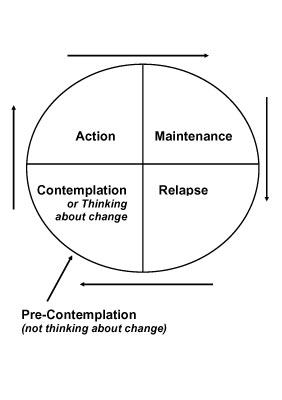 Action
Maintenance
Contemplation
or Thinking
about change
Relapse
Pre-Contemplation
(not thinking about change)